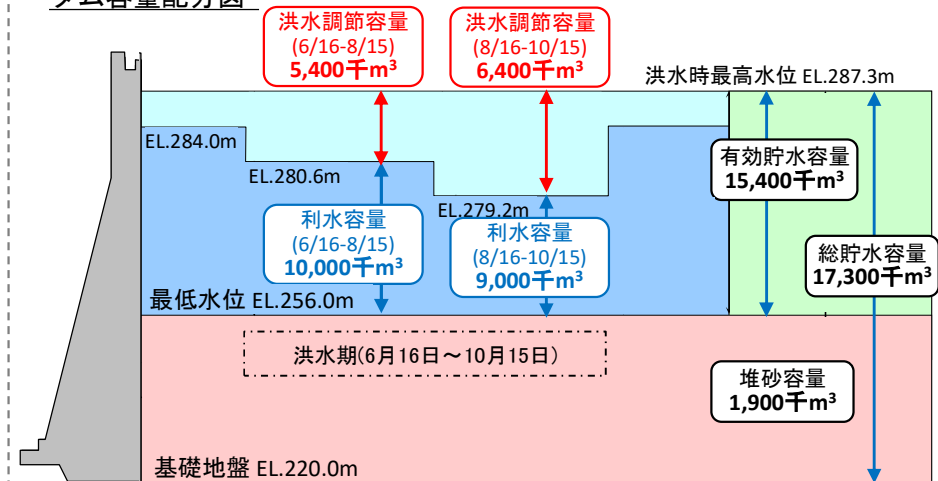 ダム容量配分図
洪水調節容量
(6/16-8/15)
5,400千m³
洪水調節容量
(8/16-10/15)
6,400千m³
洪水時最高水位 EL.287.3m
EL.284.0m
EL.280.6m
EL.279.2m
有効貯水容量
15,400千m³
利水容量
(6/16-8/15)
10,000千m³
利水容量
(8/16-10/15)
9,000千m³
総貯水容量
17,300千m³
最低水位 EL.256.0m
洪水期(6月16日～10月15日)
堆砂容量
1,900千m³
基礎地盤 EL.220.0m